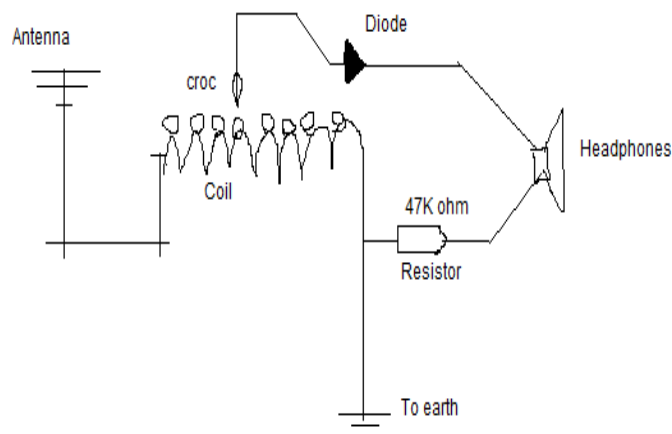 Diode
Antenna
croc
Headphones
Coil
47K ohm
Resistor
To earth